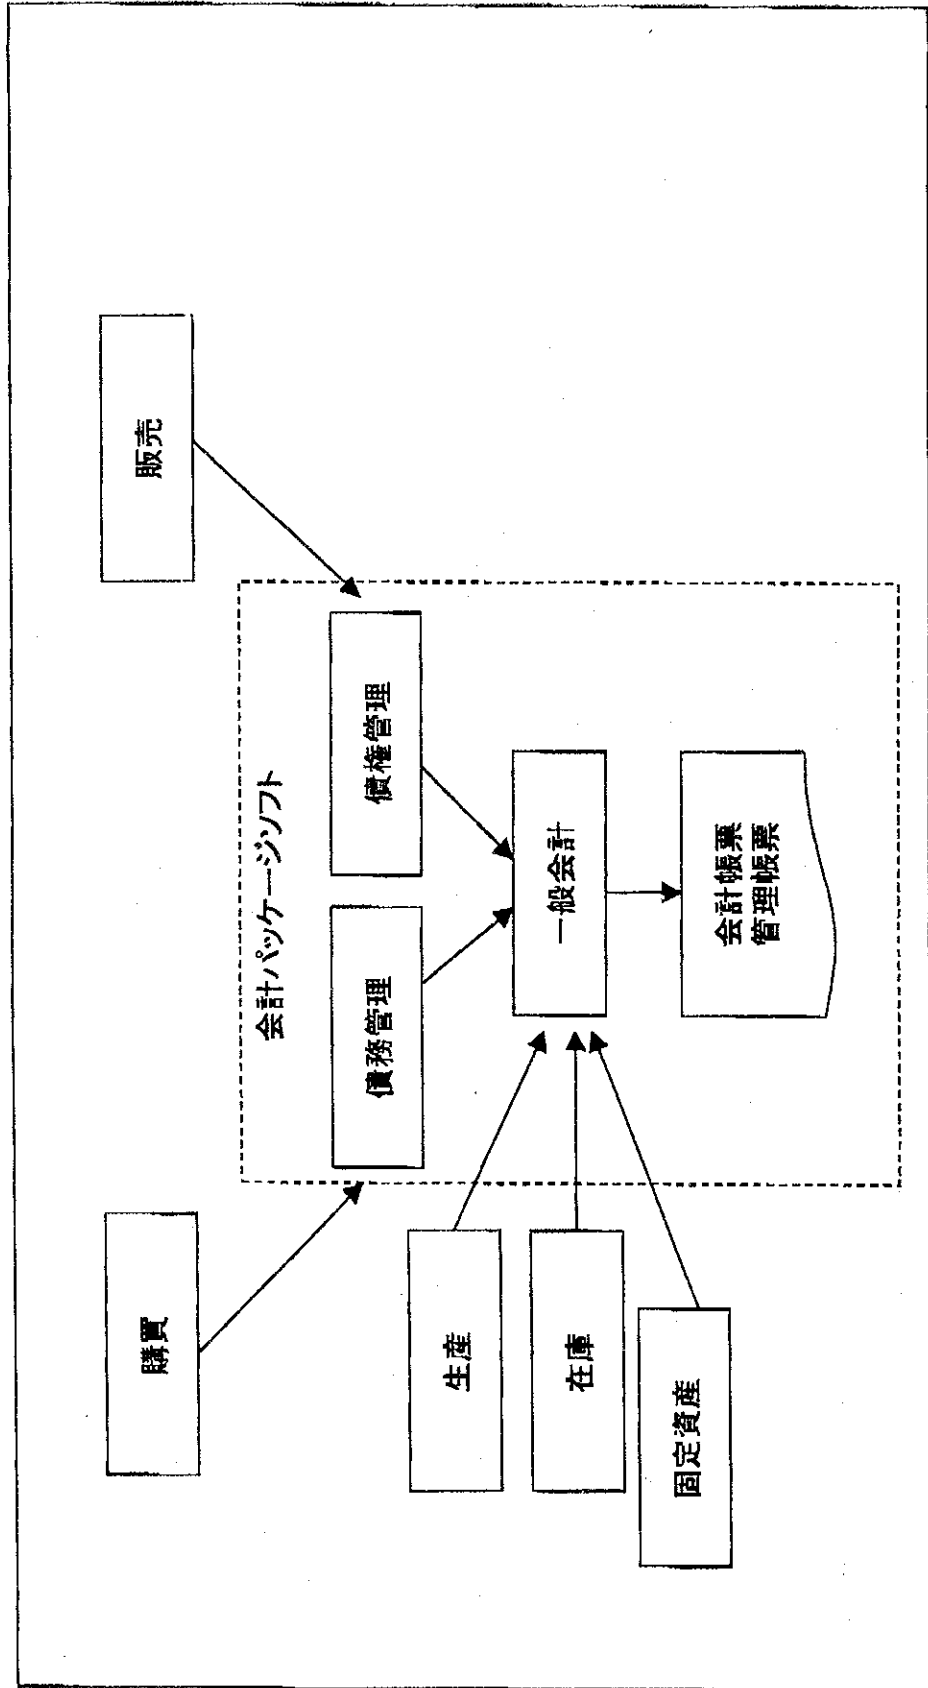 購買
販売
会計パッケージソフト
債務管理
債権管理
生産
一般会計
在庫
固定資産
会計帳票
管理帳票